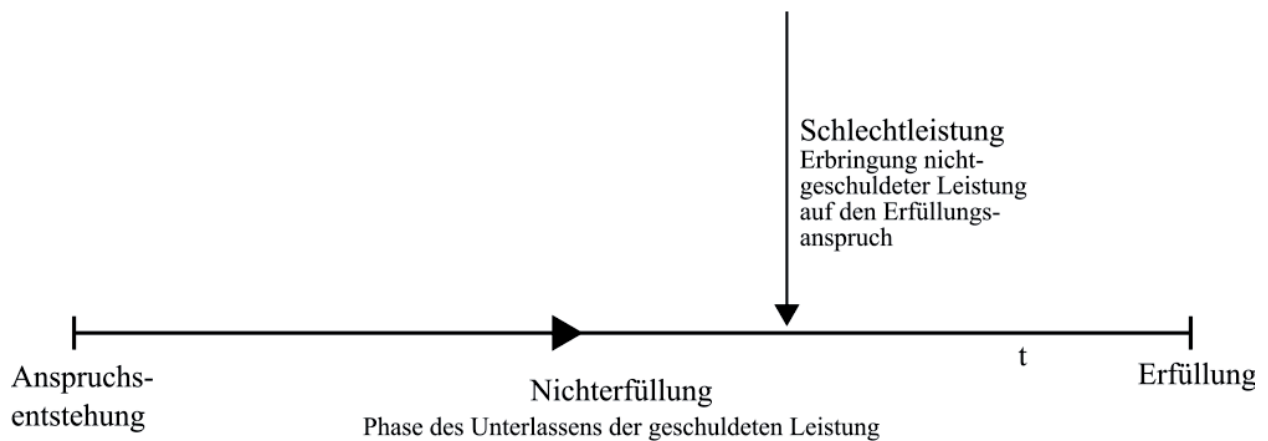 Schlechtleistung
Erbringung nicht-
geschuldeter Leistung
auf den Erfüllungs-
anspruch
t
Anspruchs-
entstehung
Nichterfüllung
Phase des Unterlassens der geschuldeten Leistung
Erfüllung